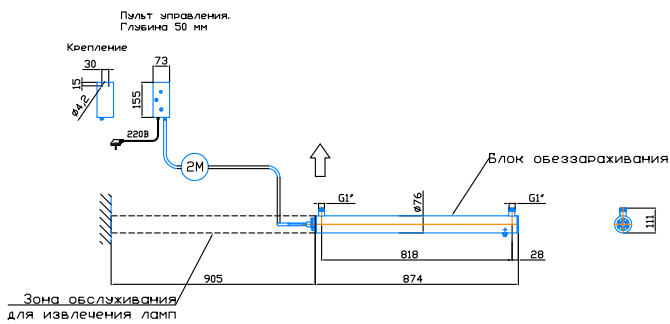 Пульт управления.
Глубина 50 мм
Крепление
30
73
15
155
Ø4,2
220В
2М
Блок обеззараживания
G1"
Ø76
G1"
111
818
28
905
874
Зона обслуживания
для извлечения ламп